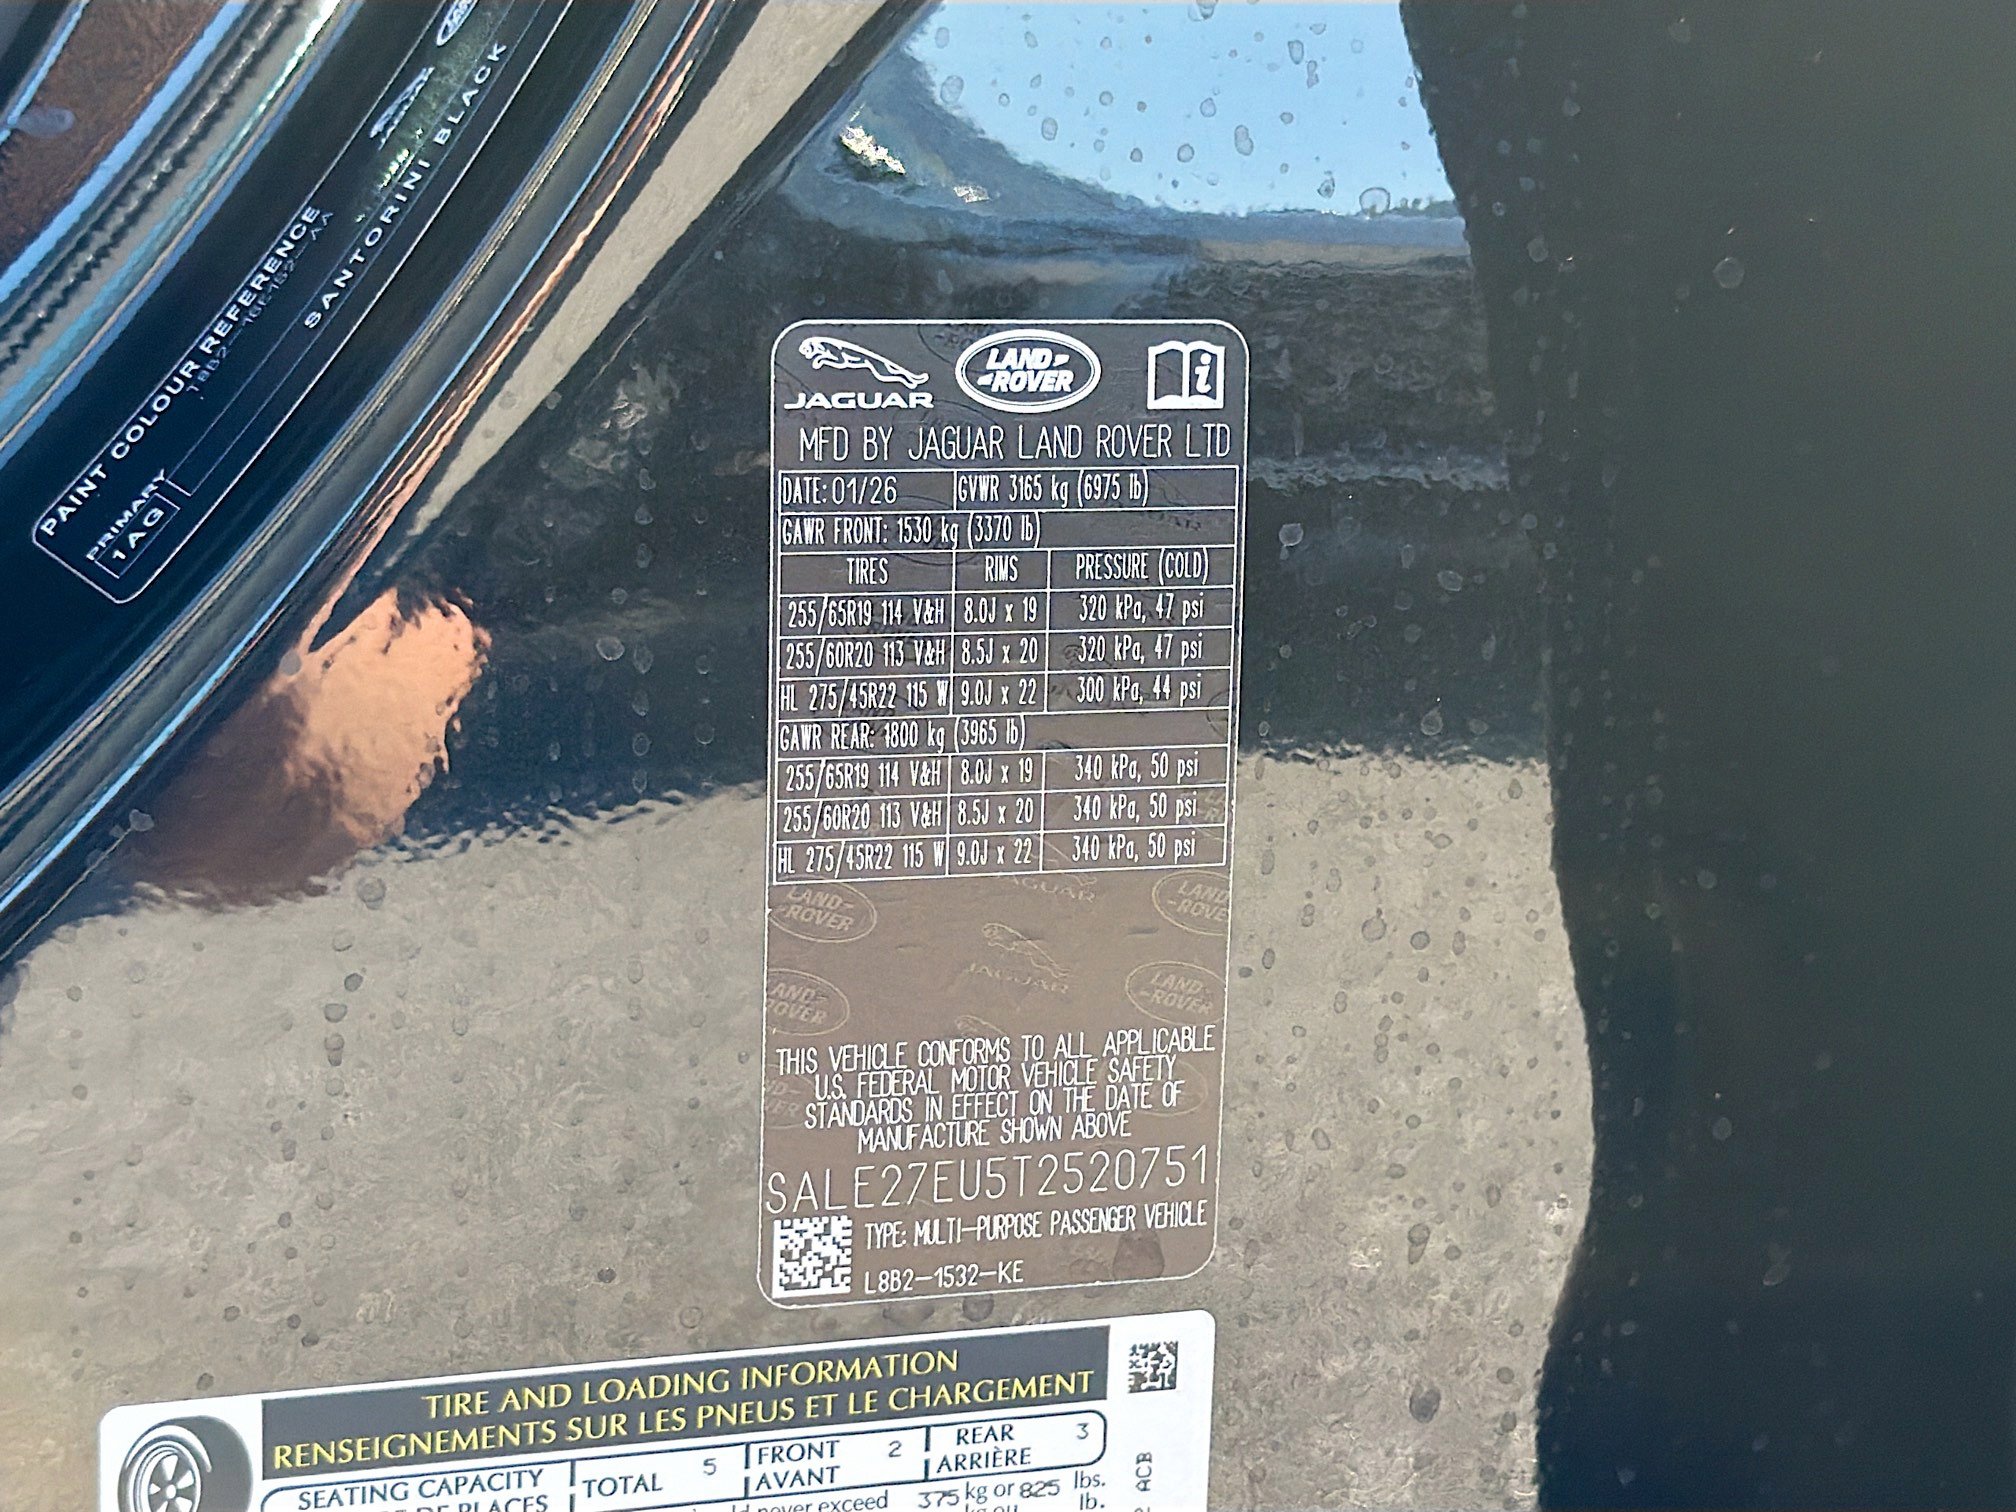 PAINT COLOUR REFERENCE
PRIMARY
1AG
SANTORINI BLACK
JAGUAR
LAND
ROVER
i
MFD BY JAGUAR LAND ROVER LTD
DATE: 01/26 GVWR 3165 kg (6975 lb)
GAWR FRONT: 1530 kg (3370 lb)
TIRES RIMS PRESSURE (COLD)
255/65R19 114 V&H 8.0J x 19 320 kPa, 47 psi
255/60R20 113 V&H 8.5J x 20 320 kPa, 47 psi
HL 275/45R22 115 W 9.0J x 22 300 kPa, 44 psi
GAWR REAR: 1800 kg (3965 lb)
255/65R19 114 V&H 8.0J x 19 340 kPa, 50 psi
255/60R20 113 V&H 8.5J x 20 340 kPa, 50 psi
HL 275/45R22 115 W 9.0J x 22 340 kPa, 50 psi
THIS VEHICLE CONFORMS TO ALL APPLICABLE
U.S. FEDERAL MOTOR VEHICLE SAFETY
STANDARDS IN EFFECT ON THE DATE OF
MANUFACTURE SHOWN ABOVE
SALE27EU5T2520751
TYPE: MULTI-PURPOSE PASSENGER VEHICLE
L8B2-1532-KE
TIRE AND LOADING INFORMATION
RENSEIGNEMENTS SUR LES PNEUS ET LE CHARGEMENT
SEATING CAPACITY TOTAL 5 FRONT 2 REAR 3
DE PLACES AVANT ARRIÈRE
never exceed 375 kg or 825 lbs.
kg ou lb.
ACB